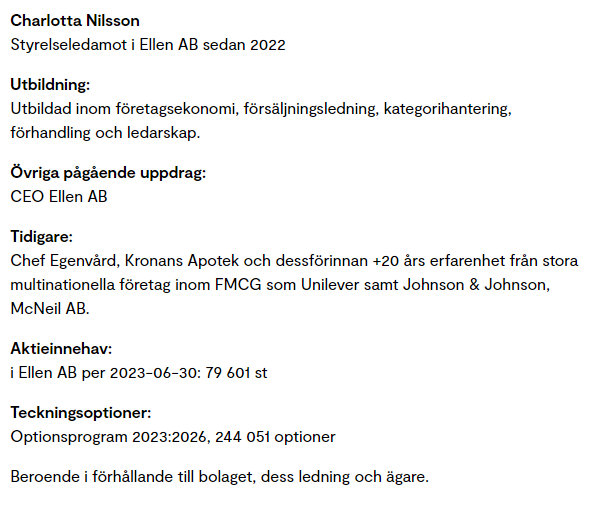 Charlotta Nilsson
Styrelseledamot i Ellen AB sedan 2022
Utbildning:
Utbildad inom företagsekonomi, försäljningsledning, kategorihantering,
förhandling och ledarskap.
Övriga pågående uppdrag:
CEO Ellen AB
Tidigare:
Chef Egenvård, Kronans Apotek och dessförinnan +20 års erfarenhet från stora
multinationella företag inom FMCG som Unilever samt Johnson & Johnson,
McNeil AB.
Aktieinnehav:
i Ellen AB per 2023-06-30: 79 601 st
Teckningsoptioner:
Optionsprogram 2023:2026, 244 051 optioner
Beroende i förhållande till bolaget, dess ledning och ägare.